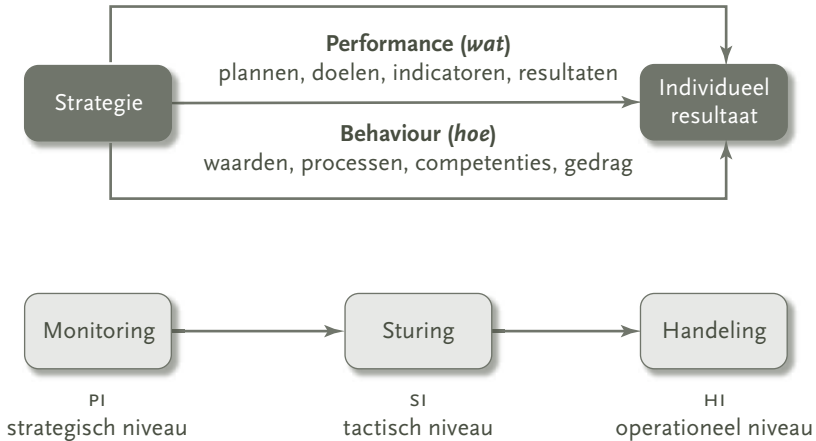 Performance (wat)
plannen, doelen, indicatoren, resultaten
Strategie
Individueel
resultaat
Behaviour (hoe)
waarden, processen, competenties, gedrag
Monitoring
Sturing
Handeling
PI
SI
HI
strategisch niveau
tactisch niveau
operationeel niveau